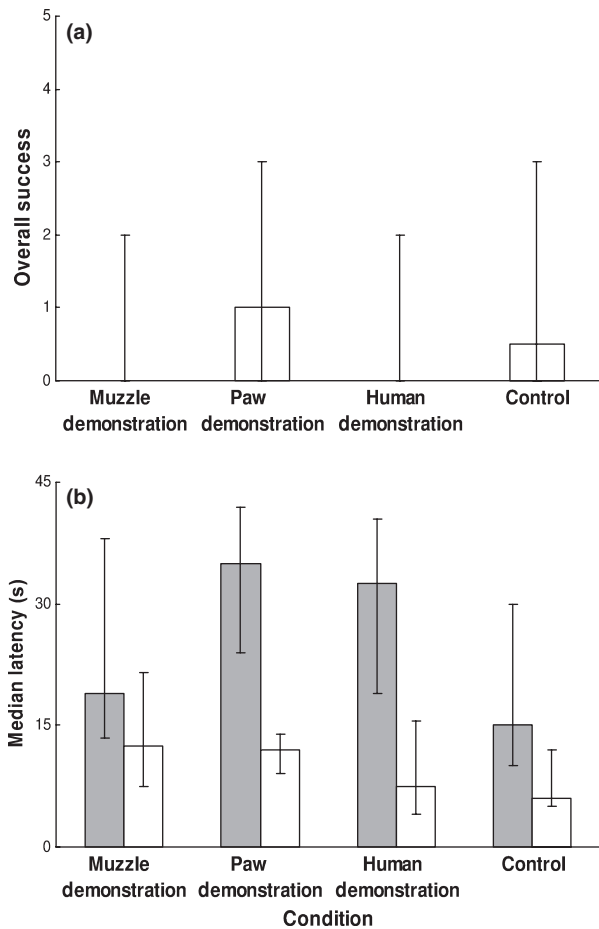 (a)
Overall success
5
4
3
2
1
0
Muzzle Paw Human Control
demonstration demonstration demonstration
(b)
Median latency (s)
45
30
15
0
Muzzle Paw Human Control
demonstration demonstration demonstration
Condition